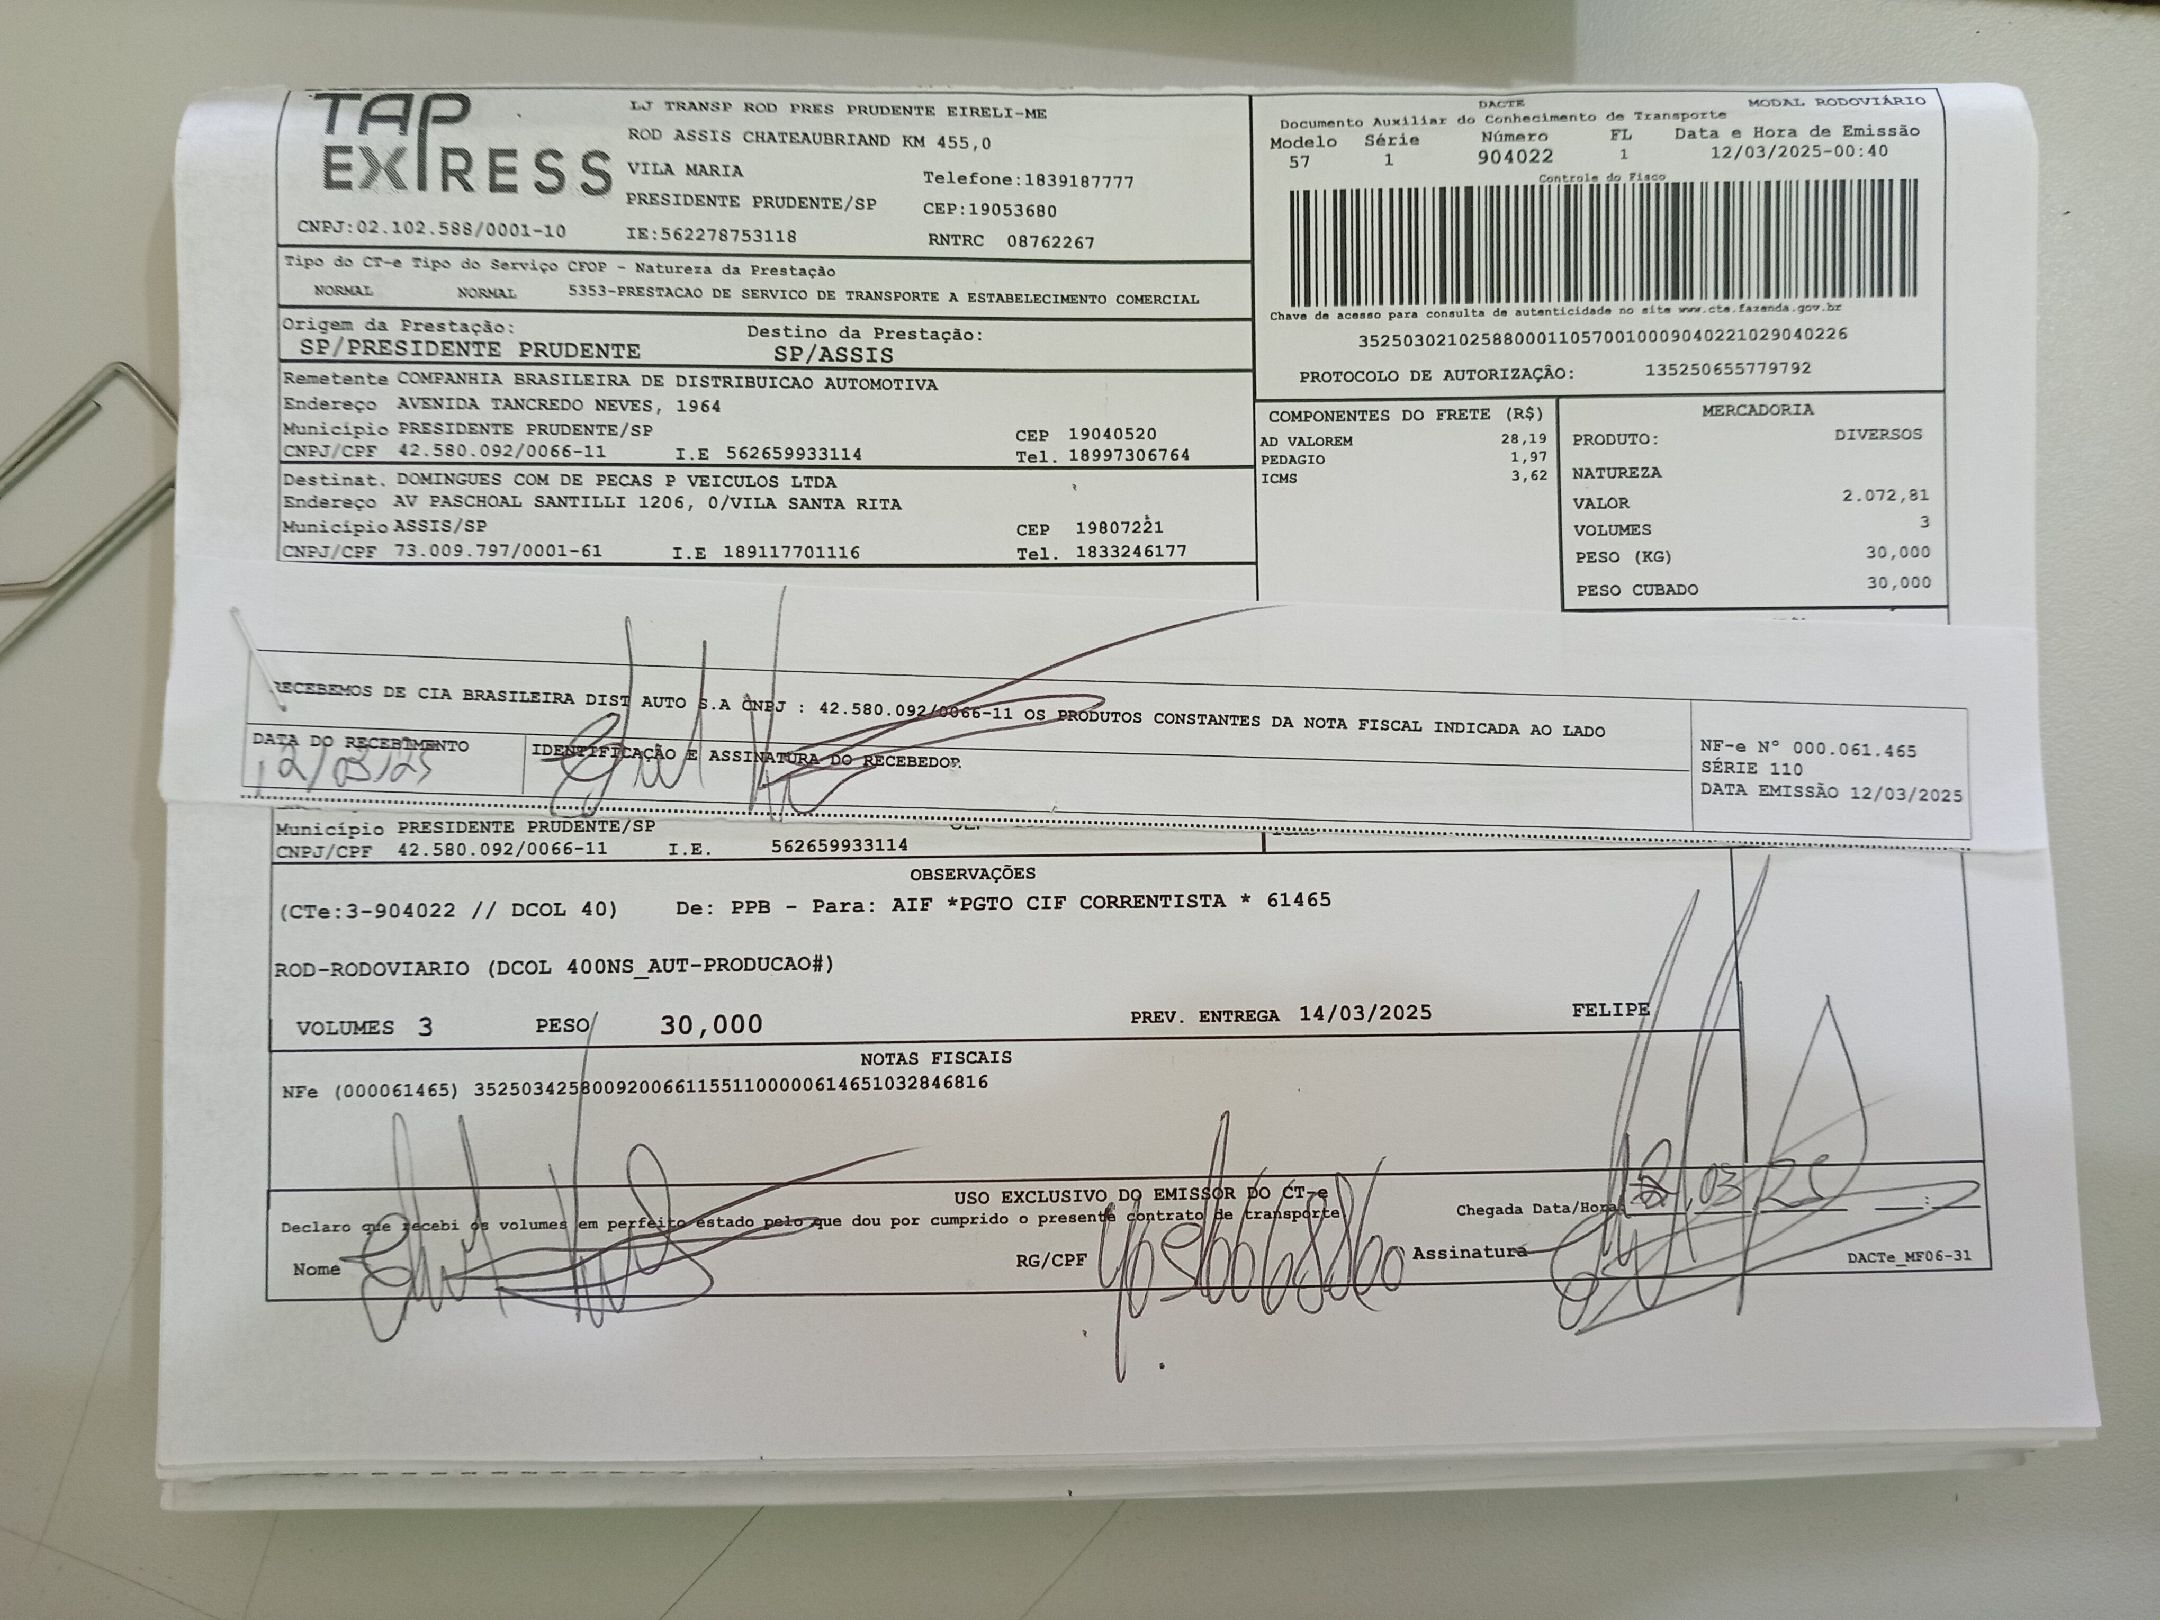 TAP EXPRESS
LJ TRANSP ROD PRES PRUDENTE EIRELI-ME
ROD ASSIS CHATEAUBRIAND KM 455,0
VILA MARIA
Telefone:1839187777
PRESIDENTE PRUDENTE/SP CEP:19053680
CNPJ:02.102.588/0001-10 IE:562278753118 RNTRC 08762267
DACTE MODAL RODOVIÁRIO
Documento Auxiliar do Conhecimento de Transporte
Modelo Série Número FL Data e Hora de Emissão
57 1 904022 1 12/03/2025-00:40
Controle do Fisco
Chave de acesso para consulta de autenticidade no site www.cte.fazenda.gov.br
35250302102588000110570010009040221029040226
PROTOCOLO DE AUTORIZAÇÃO: 135250655779792
Tipo do CT-e Tipo do Serviço CFOP - Natureza da Prestação
NORMAL NORMAL 5353-PRESTACAO DE SERVICO DE TRANSPORTE A ESTABELECIMENTO COMERCIAL
Origem da Prestação: Destino da Prestação:
SP/PRESIDENTE PRUDENTE SP/ASSIS
Remetente COMPANHIA BRASILEIRA DE DISTRIBUICAO AUTOMOTIVA
Endereço AVENIDA TANCREDO NEVES, 1964
Município PRESIDENTE PRUDENTE/SP CEP 19040520
CNPJ/CPF 42.580.092/0066-11 I.E 562659933114 Tel. 18997306764
Destinat. DOMINGUES COM DE PECAS P VEICULOS LTDA
Endereço AV PASCHOAL SANTILLI 1206, 0/VILA SANTA RITA
Município ASSIS/SP CEP 19807221
CNPJ/CPF 73.009.797/0001-61 I.E 189117701116 Tel. 1833246177
COMPONENTES DO FRETE (R$)
AD VALOREM 28,19
PEDAGIO 1,97
ICMS 3,62
MERCADORIA
PRODUTO: DIVERSOS
NATUREZA
VALOR 2.072,81
VOLUMES 3
PESO (KG) 30,000
PESO CUBADO 30,000
RECEBEMOS DE CIA BRASILEIRA DIST AUTO S.A CNPJ : 42.580.092/0066-11 OS PRODUTOS CONSTANTES DA NOTA FISCAL INDICADA AO LADO
DATA DO RECEBIMENTO IDENTIFICAÇÃO E ASSINATURA DO RECEBEDOR
12/03/25
NF-e Nº 000.061.465
SÉRIE 110
DATA EMISSÃO 12/03/2025
Município PRESIDENTE PRUDENTE/SP
CNPJ/CPF 42.580.092/0066-11 I.E. 562659933114
OBSERVAÇÕES
(CTe:3-904022 // DCOL 40) De: PPB - Para: AIF *PGTO CIF CORRENTISTA * 61465
ROD-RODOVIARIO (DCOL 400NS_AUT-PRODUCAO#)
VOLUMES 3 PESO 30,000 PREV. ENTREGA 14/03/2025 FELIPE
NOTAS FISCAIS
NFe (000061465) 35250342580092006611551100000614651032846816
USO EXCLUSIVO DO EMISSOR DO CT-e
Declaro que recebi os volumes em perfeito estado pelo que dou por cumprido o presente contrato de transporte
Chegada Data/Hora 03 25
Nome RG/CPF Assinatura
DACTe_MF06-31